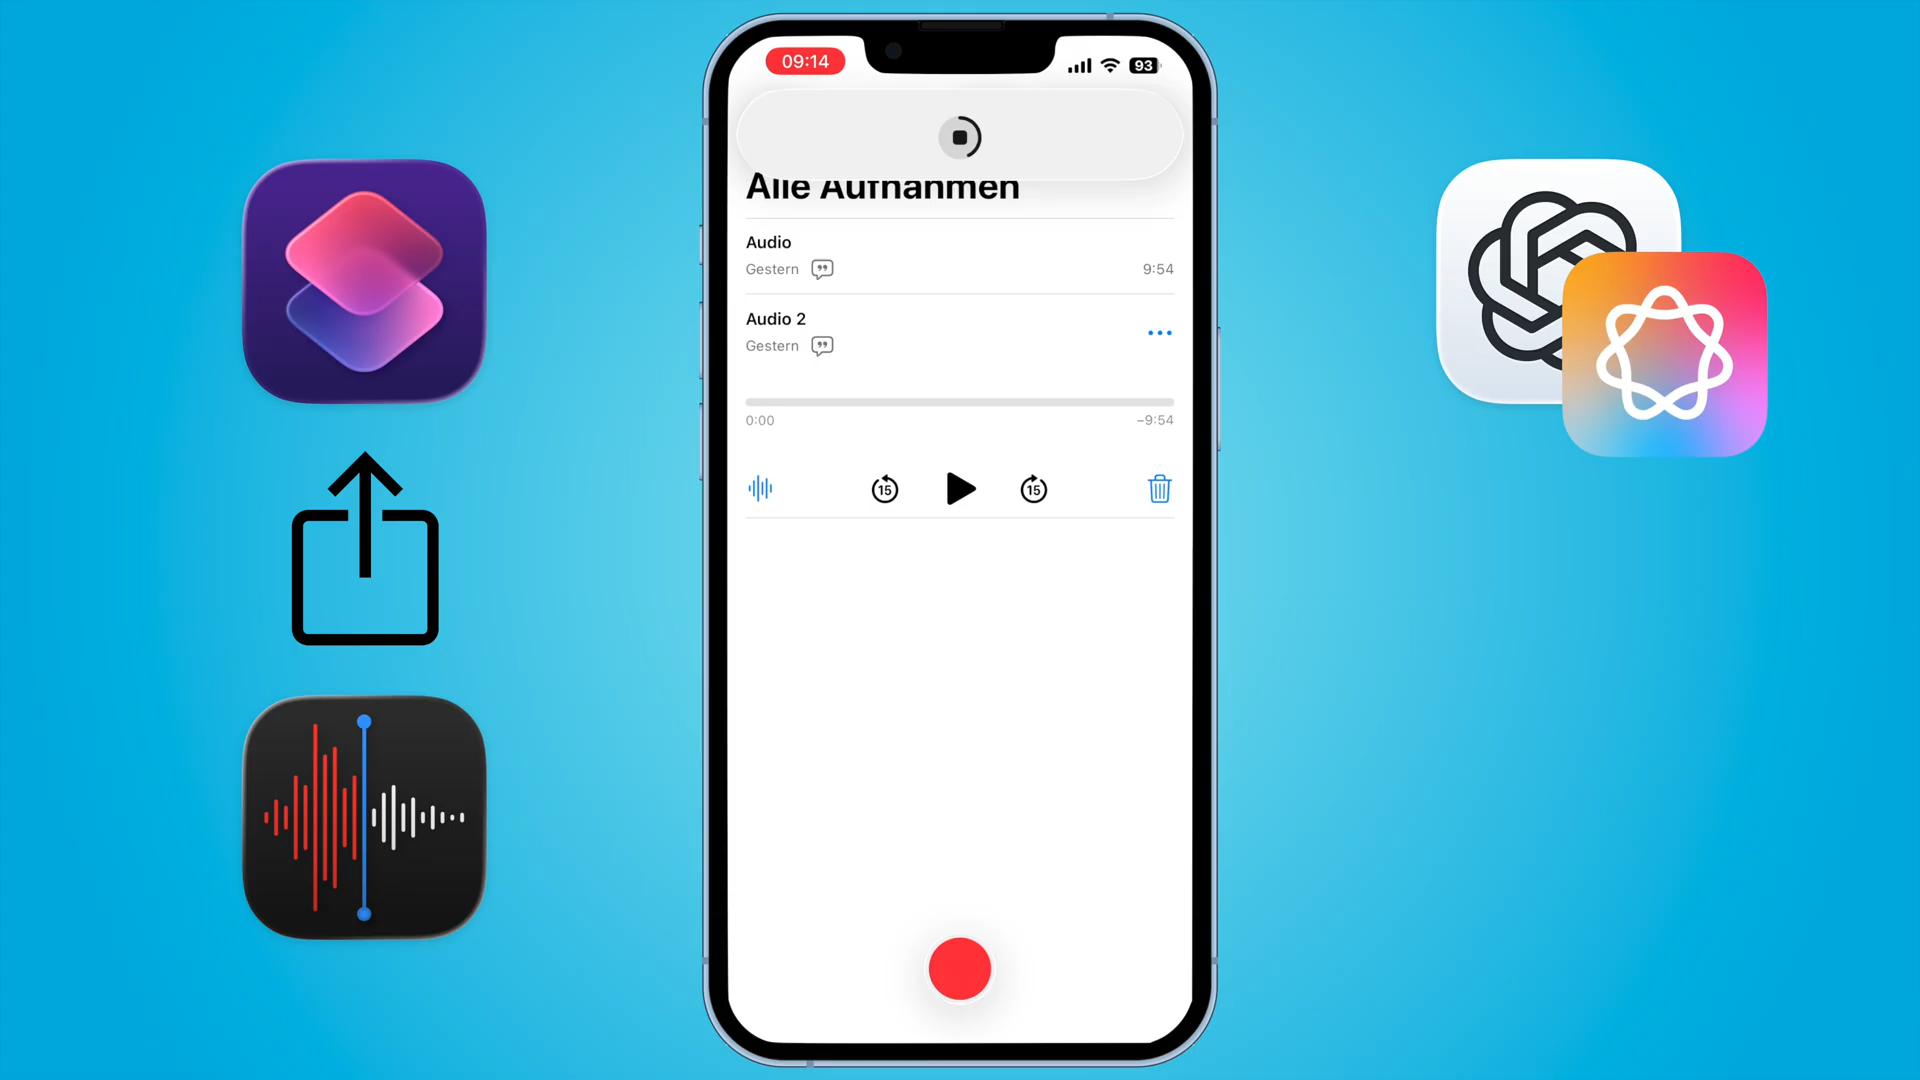 09:14
93
Alle Aufnahmen
Audio
Gestern
9:54
Audio 2
Gestern
0:00
−9:54
15
15